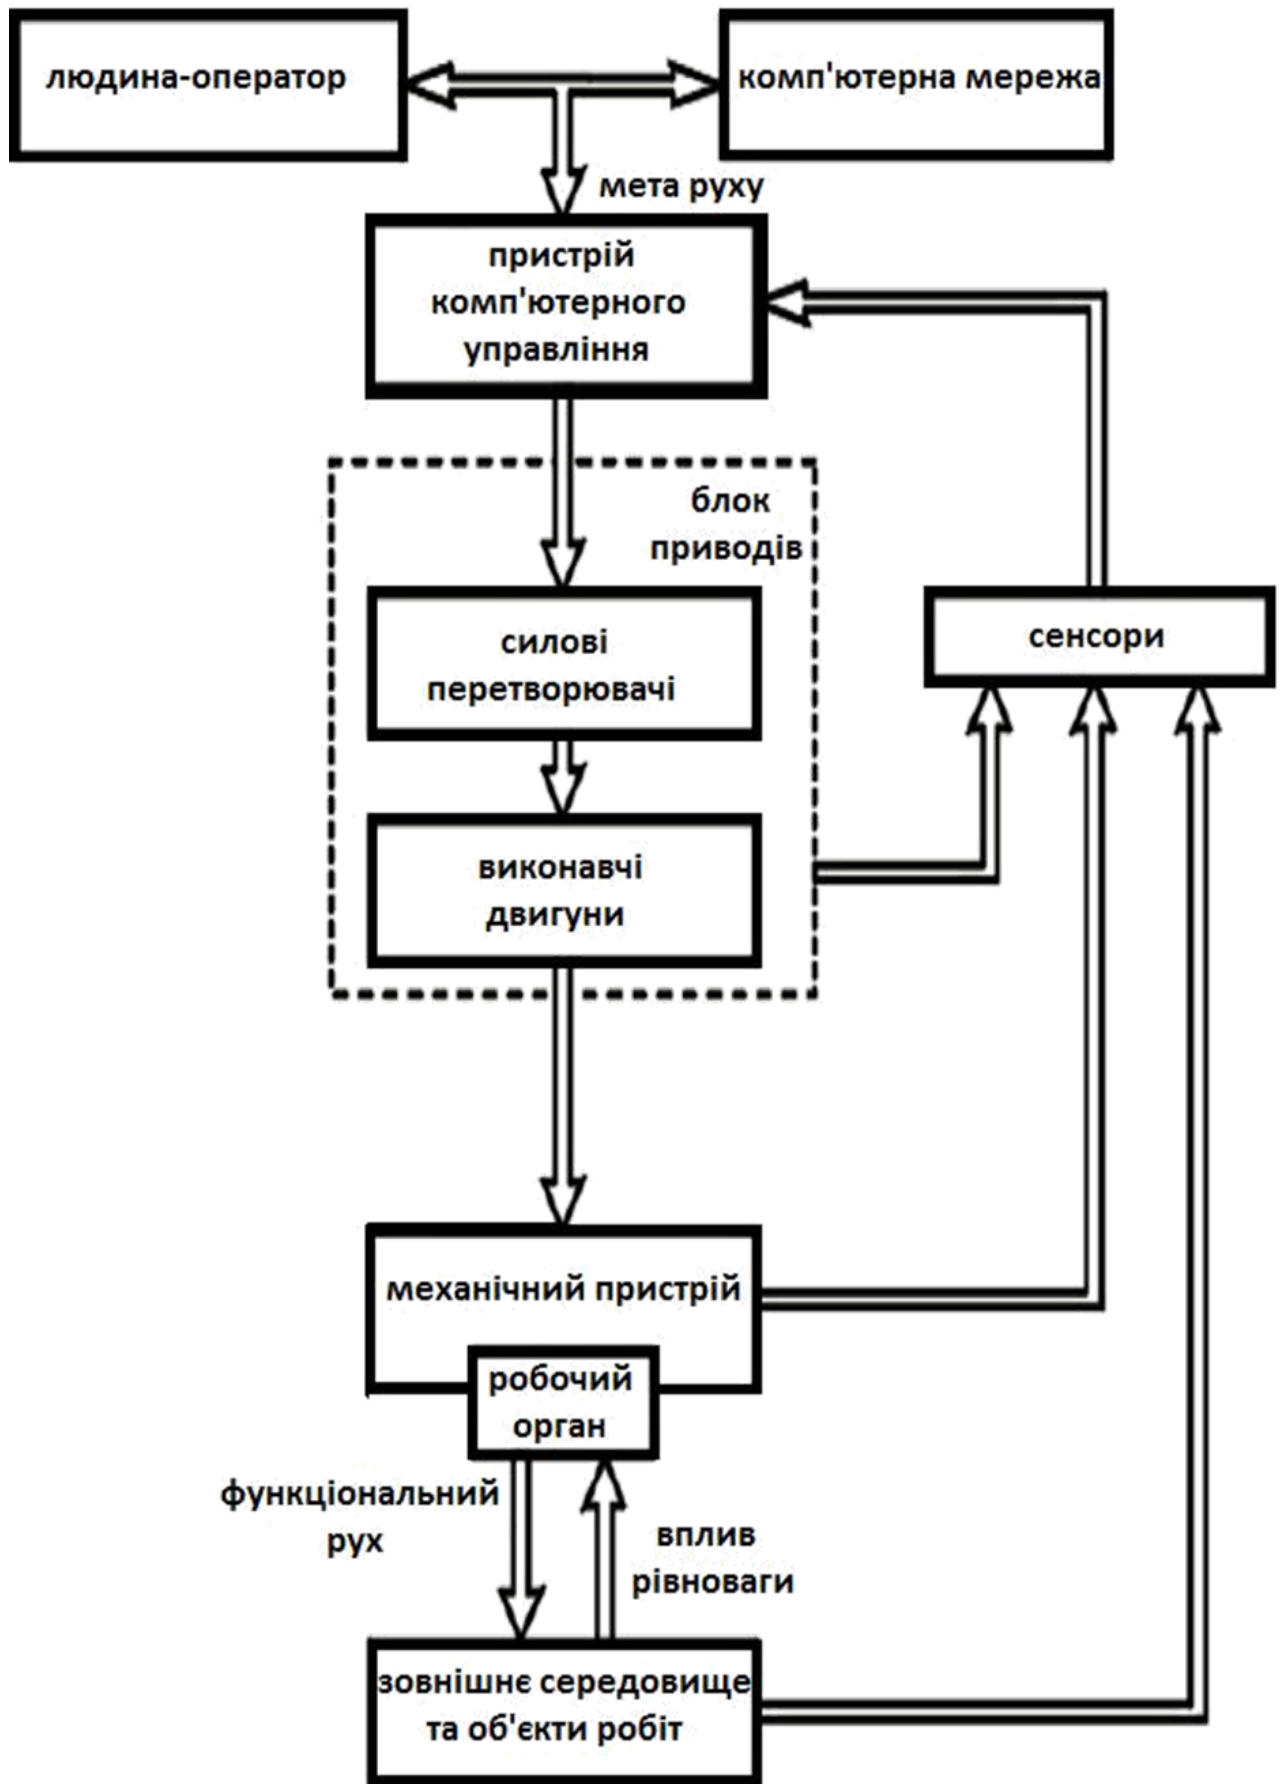 людина-оператор
комп'ютерна мережа
мета руху
пристрій
комп'ютерного
управління
блок
приводів
силові
перетворювачі
сенсори
виконавчі
двигуни
механічний пристрій
робочий
орган
функціональний
рух
вплив
рівноваги
зовнішнє середовище
та об'єкти робіт